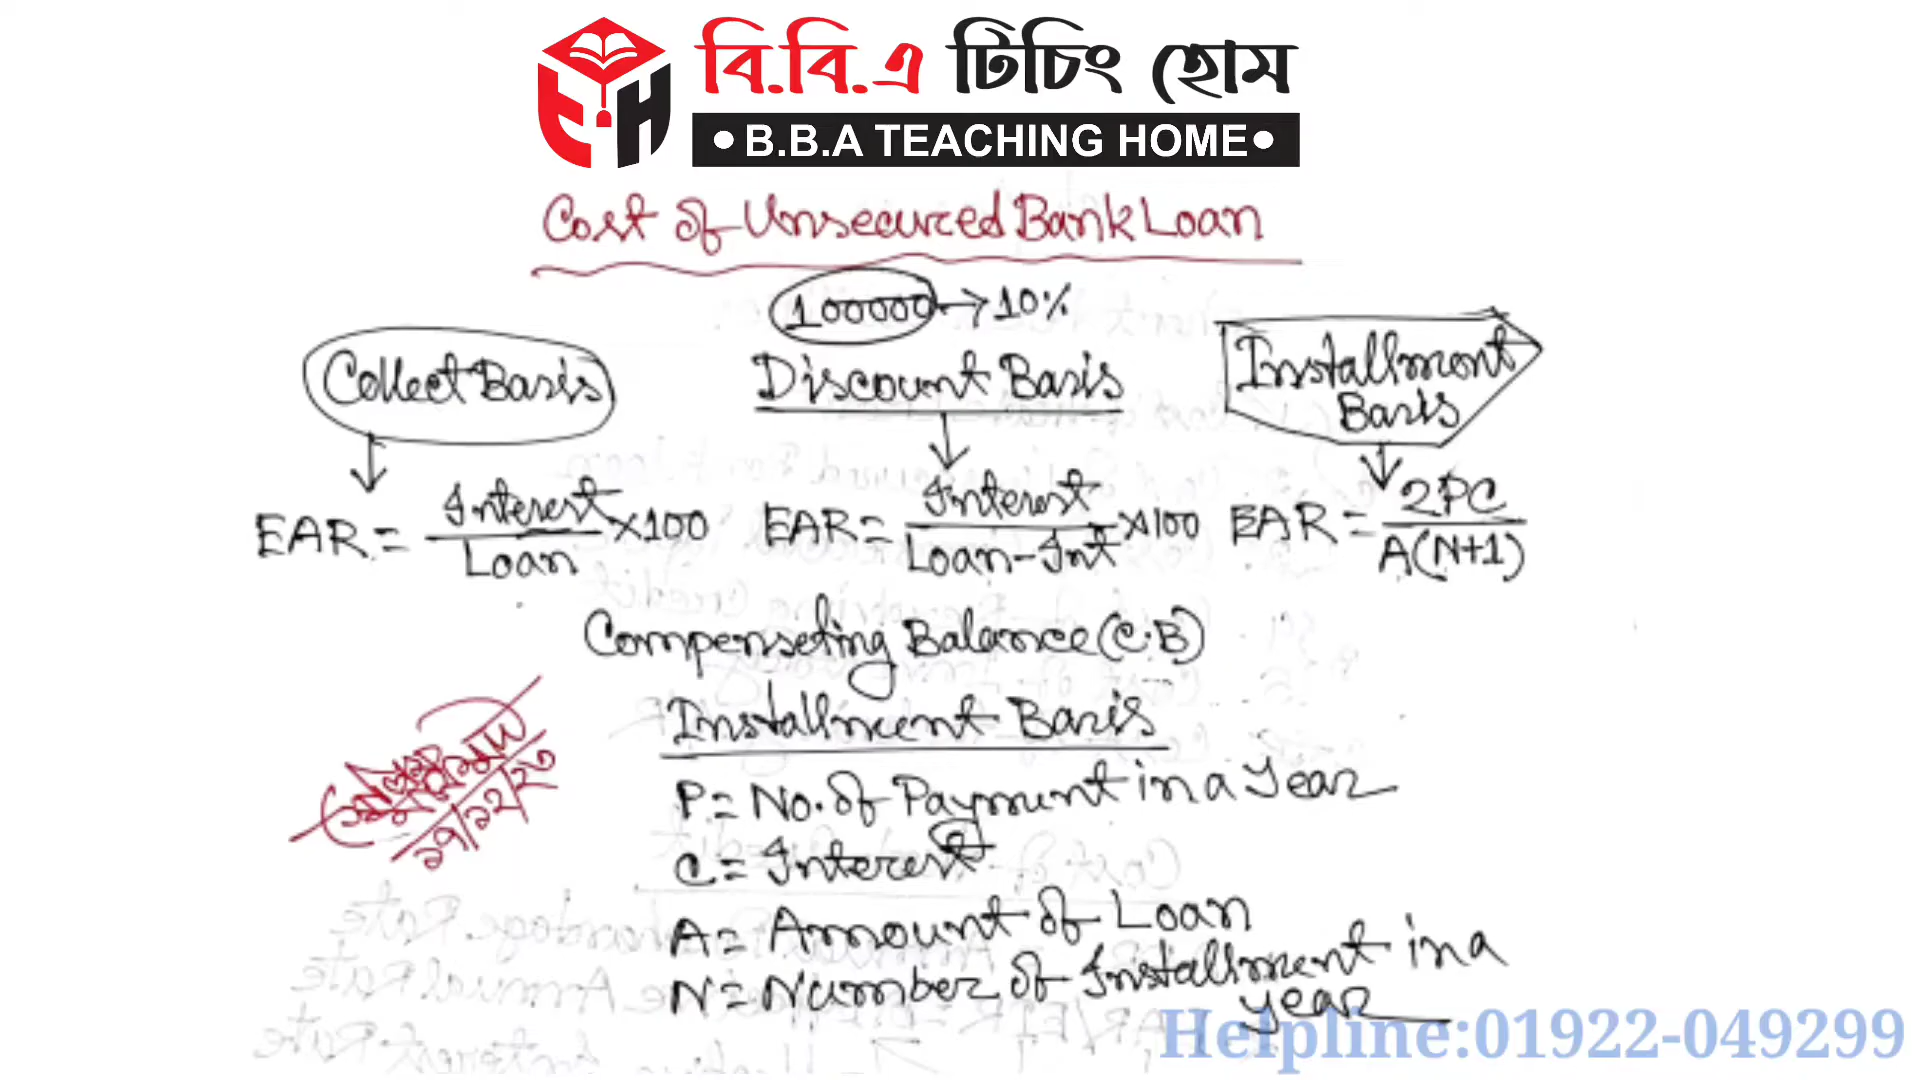 বি.বি.এ টিচিং হোম
• B.B.A TEACHING HOME •
Cost of Unsecured Bank Loan
100000 → 10%
Collect Basis
Discount Basis
Installment Basis
EAR = Interest/Loan ×100
EAR = Interest/Loan-Int ×100
EAR = 2PC/A(N+1)
Compenseting Balance (C.B)
Installment Basis
P = No. of Payment in a Year
C = Interest
A = Amount of Loan
N = Number of Installment in a
year
Helpline:01922-049299